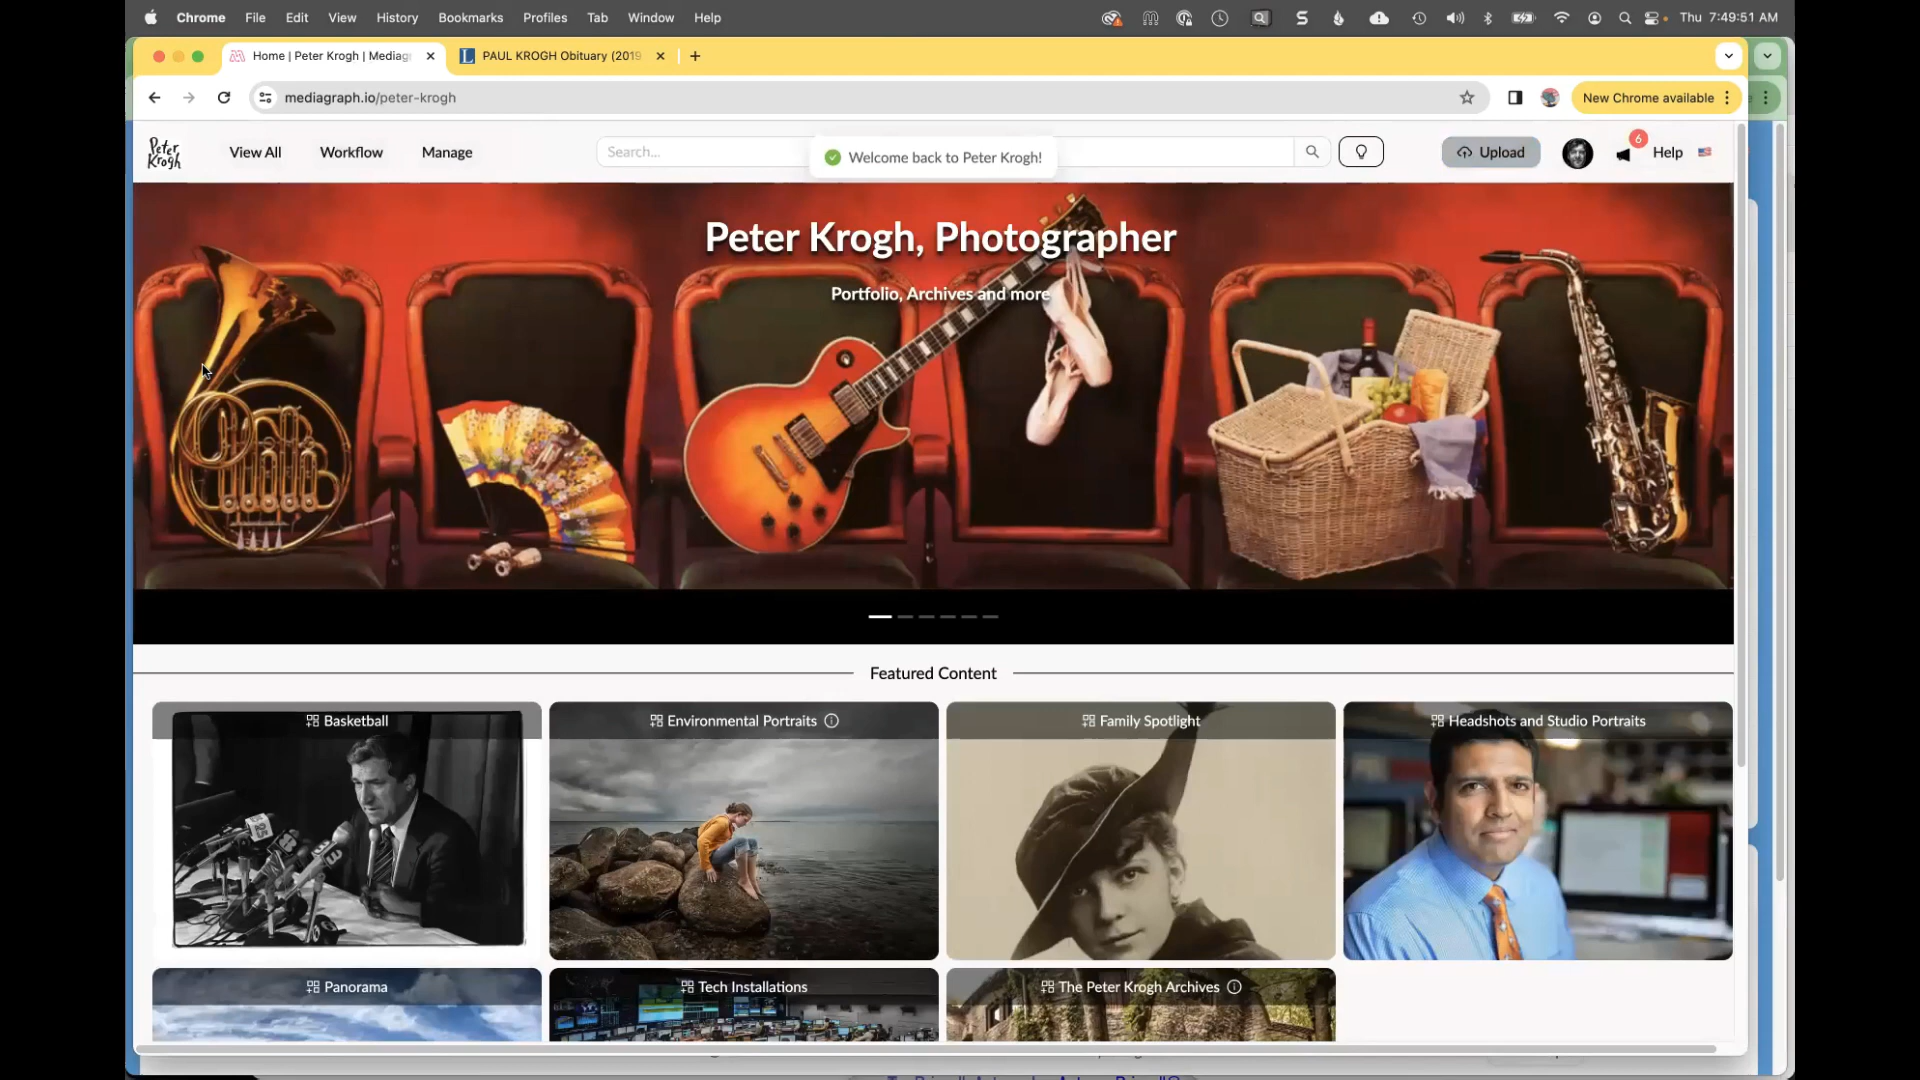 Chrome File Edit View History Bookmarks Profiles Tab Window Help
Thu 7:49:51 AM
Home | Peter Krogh | Mediag
PAUL KROGH Obituary (2019
mediagraph.io/peter-krogh
New Chrome available
Peter Krogh
View All
Workflow
Manage
Search...
Welcome back to Peter Krogh!
Upload
6
Help
Peter Krogh, Photographer
Portfolio, Archives and more
Featured Content
Basketball
Environmental Portraits
Family Spotlight
Headshots and Studio Portraits
Panorama
Tech Installations
The Peter Krogh Archives